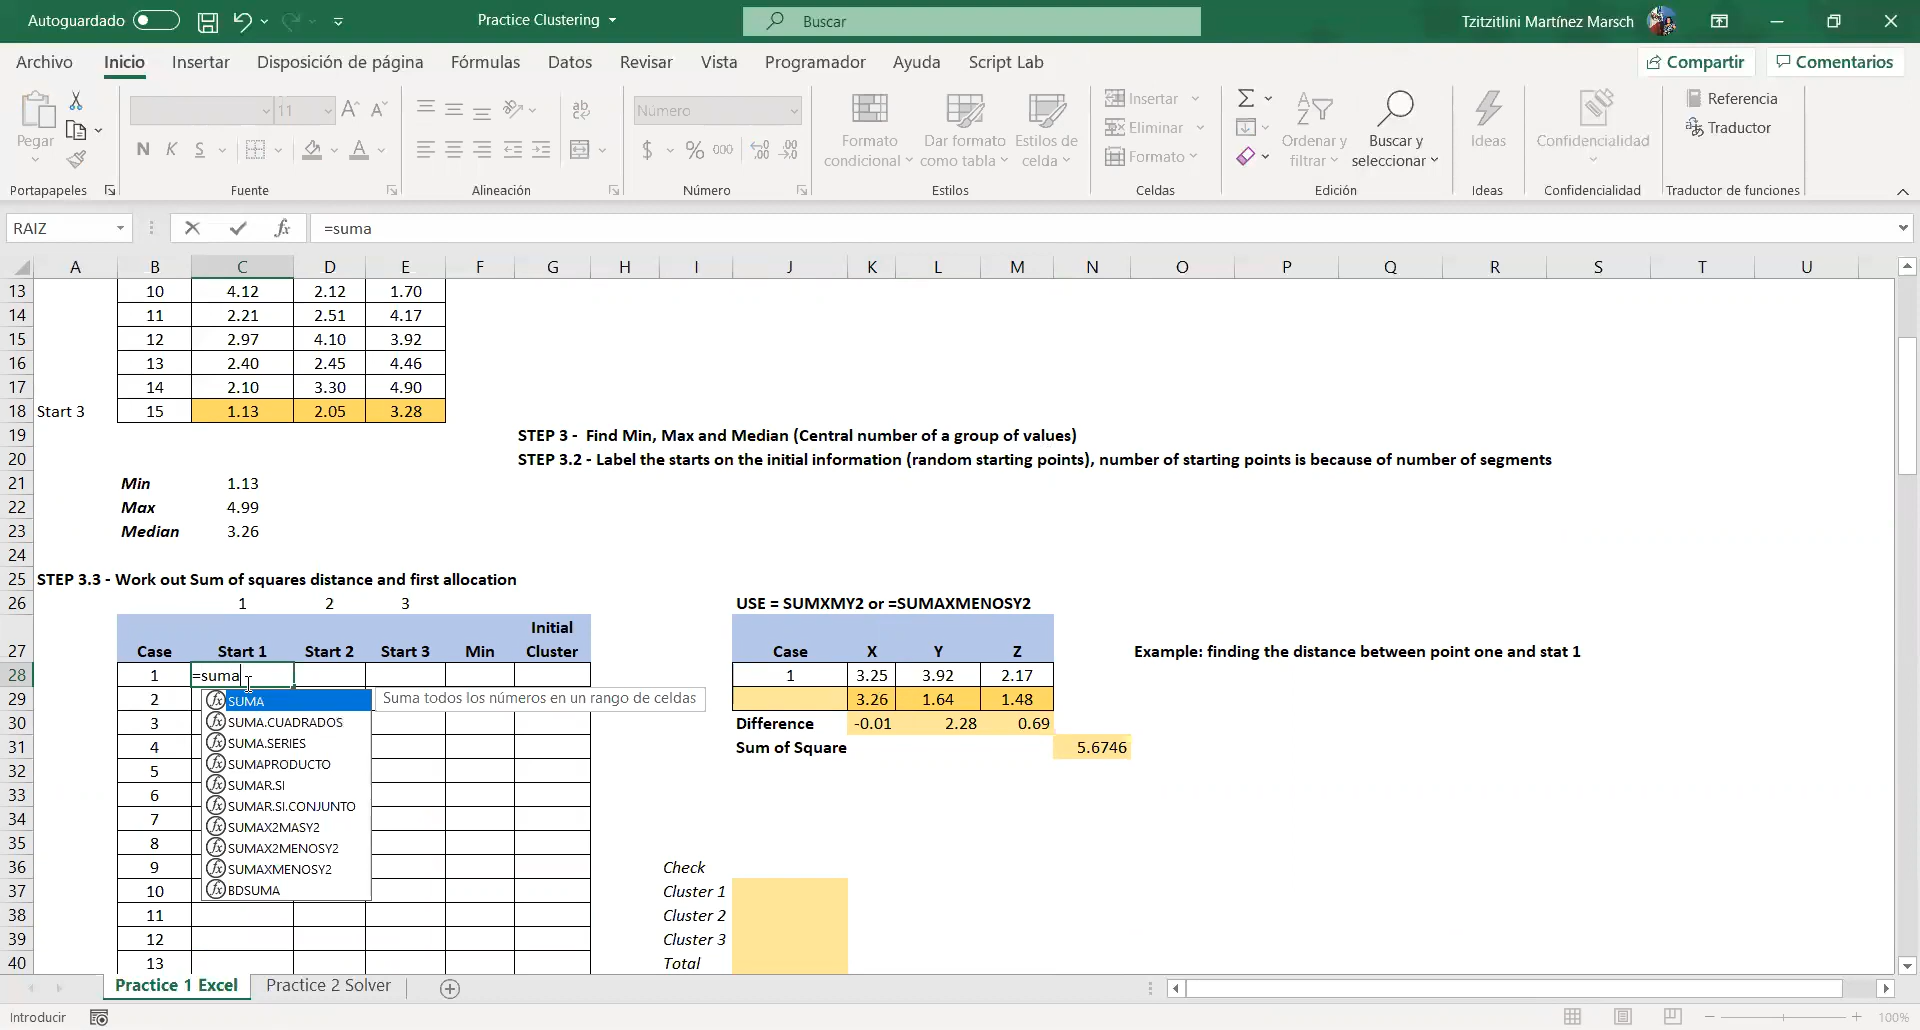 Autoguardado
Practice Clustering
Buscar
Tzitzitlini Martínez Marsch
Archivo Inicio Insertar Disposición de página Fórmulas Datos Revisar Vista Programador Ayuda Script Lab Compartir Comentarios
Pegar
11
N K S
ab
Número
$ % 000
Formato condicional
Dar formato como tabla
Estilos de celda
Insertar
Eliminar
Formato
Ordenar y filtrar
Buscar y seleccionar
Ideas
Confidencialidad
Referencia
Traductor
Portapapeles Fuente Alineación Número Estilos Celdas Edición Ideas Confidencialidad Traductor de funciones
RAIZ fx =suma
A B C D E F G H I J K L M N O P Q R S T U
13 10 4.12 2.12 1.70
14 11 2.21 2.51 4.17
15 12 2.97 4.10 3.92
16 13 2.40 2.45 4.46
17 14 2.10 3.30 4.90
18 Start 3 15 1.13 2.05 3.28
19 STEP 3 - Find Min, Max and Median (Central number of a group of values)
20 STEP 3.2 - Label the starts on the initial information (random starting points), number of starting points is because of number of segments
21 Min 1.13
22 Max 4.99
23 Median 3.26
24
25 STEP 3.3 - Work out Sum of squares distance and first allocation
26 1 2 3 USE = SUMXMY2 or =SUMAXMENOSY2
27 Case Start 1 Start 2 Start 3 Min Initial Cluster Case X Y Z Example: finding the distance between point one and stat 1
28 1 =suma 1 3.25 3.92 2.17
29 2 SUMA Suma todos los números en un rango de celdas 3.26 1.64 1.48
30 3 SUMA.CUADRADOS Difference -0.01 2.28 0.69
31 4 SUMA.SERIES Sum of Square 5.6746
32 5 SUMAPRODUCTO
33 6 SUMAR.SI
34 7 SUMAR.SI.CONJUNTO
SUMAX2MASY2
35 8 SUMAX2MENOSY2
36 9 SUMAXMENOSY2 Check
37 10 BDSUMA Cluster 1
38 11 Cluster 2
39 12 Cluster 3
40 13 Total
Practice 1 Excel Practice 2 Solver
Introducir 100%